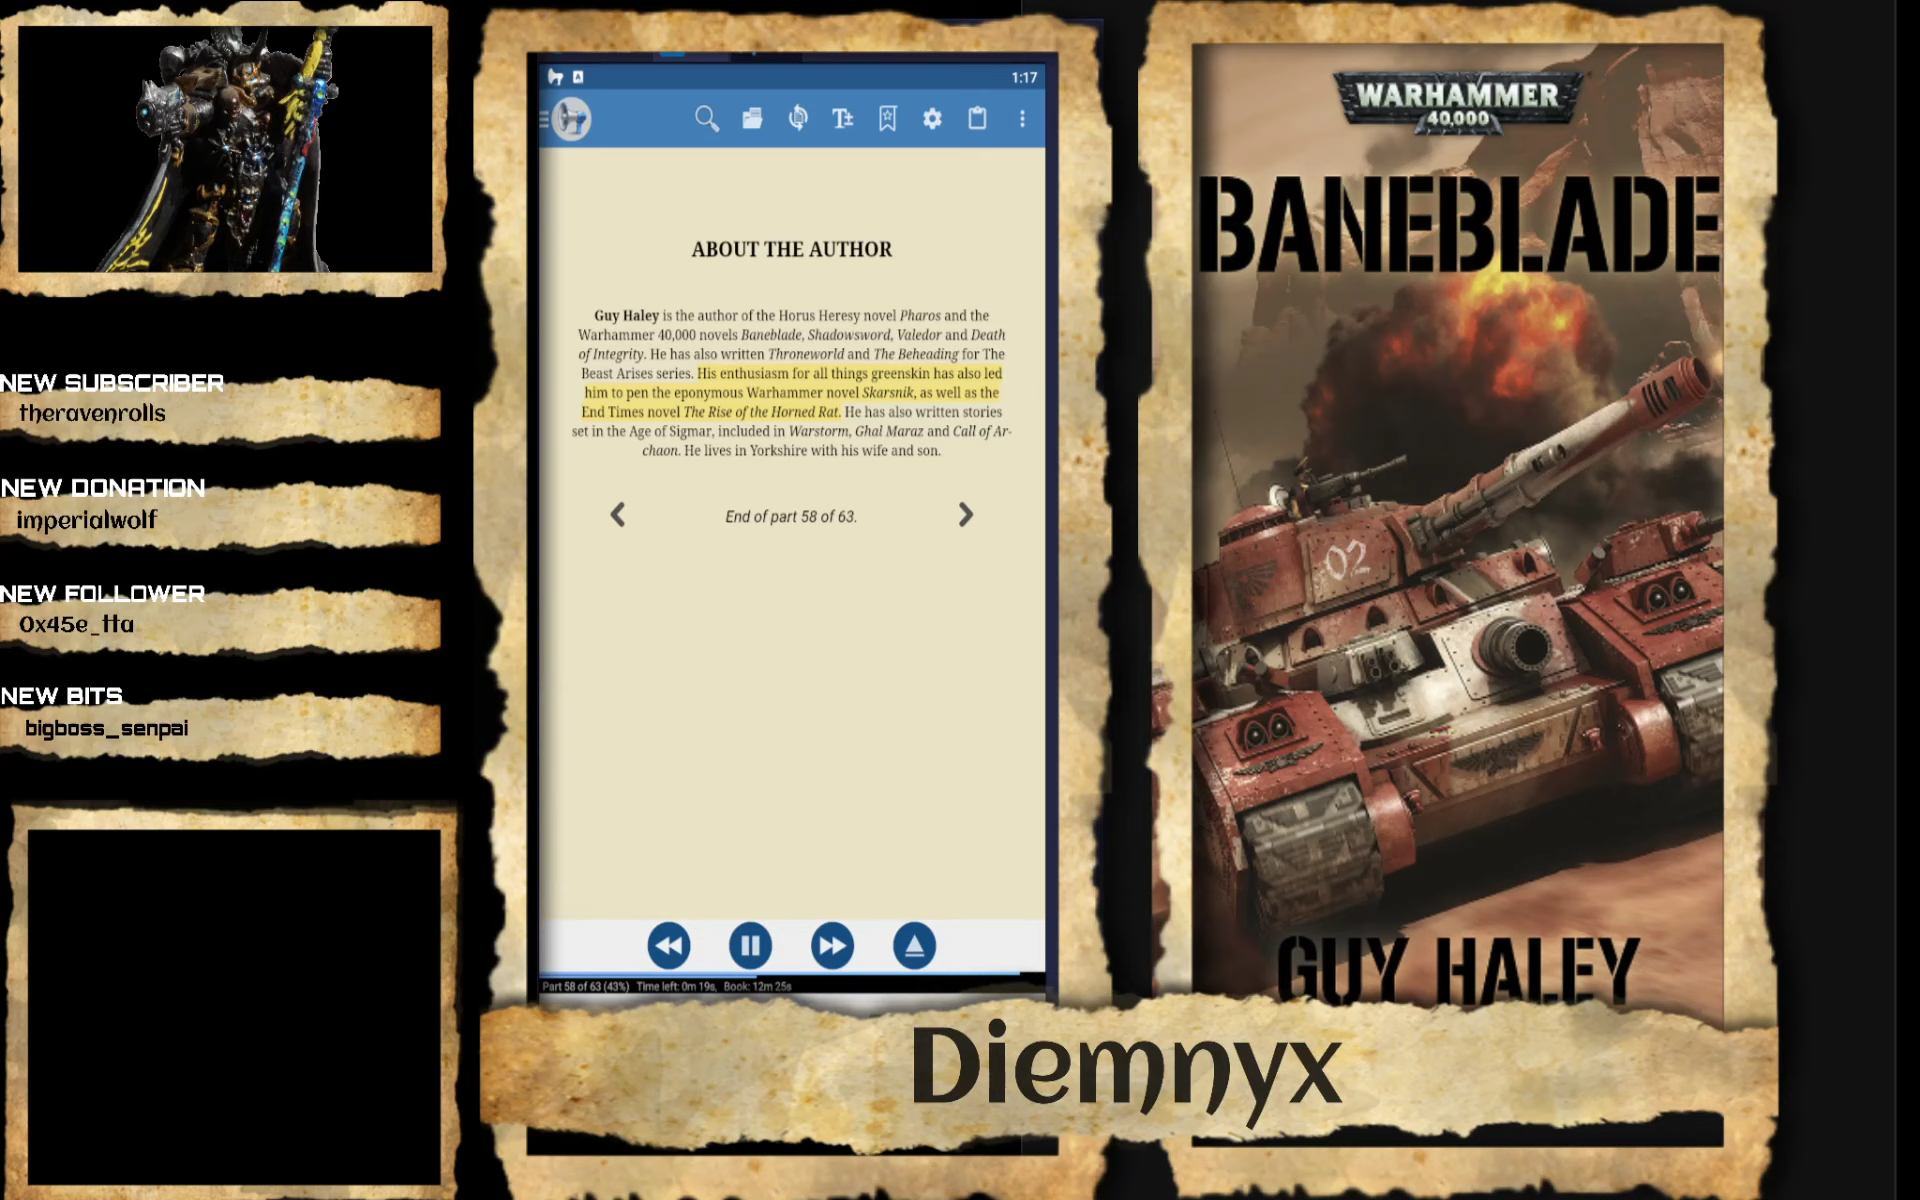 NEW SUBSCRIBER
theravenrolls
NEW DONATION
imperialwolf
NEW FOLLOWER
0x45e_tta
NEW BITS
bigboss_senpai
1:17
ABOUT THE AUTHOR
Guy Haley is the author of the Horus Heresy novel Pharos and the
Warhammer 40,000 novels Baneblade, Shadowsword, Valedor and Death
of Integrity. He has also written Throneworld and The Beheading for The
Beast Arises series. His enthusiasm for all things greenskin has also led
him to pen the eponymous Warhammer novel Skarsnik, as well as the
End Times novel The Rise of the Horned Rat. He has also written stories
set in the Age of Sigmar, included in Warstorm, Ghal Maraz and Call of Ar-
chaon. He lives in Yorkshire with his wife and son.
End of part 58 of 63.
Part 58 of 63 (43%) Time left: 0m 19s, Book: 12m 25s
WARHAMMER
40,000
BANEBLADE
02
GUY HALEY
Diemnyx